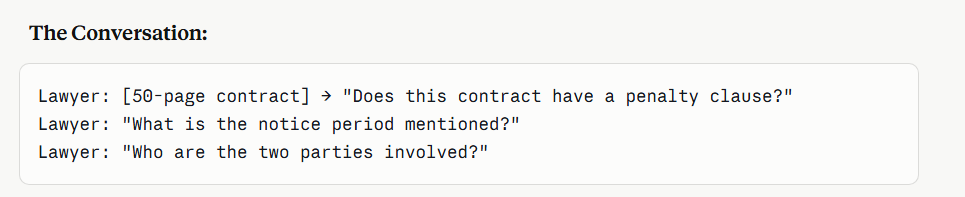 The Conversation:
Lawyer: [50-page contract] → "Does this contract have a penalty clause?"
Lawyer: "What is the notice period mentioned?"
Lawyer: "Who are the two parties involved?"